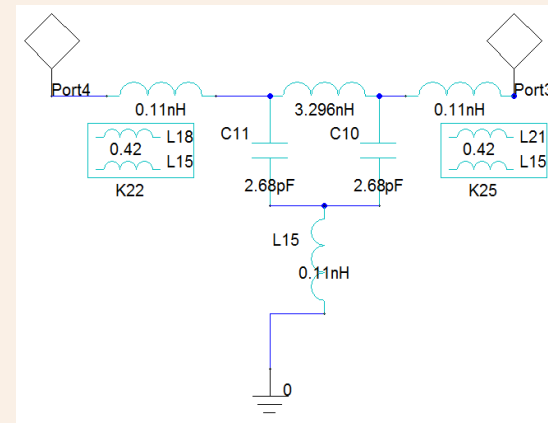 Port4
Port3
0.11nH
3.296nH
0.11nH
L18
0.42
L15
K22
C11
C10
L21
0.42
L15
K25
2.68pF
2.68pF
L15
0.11nH
0